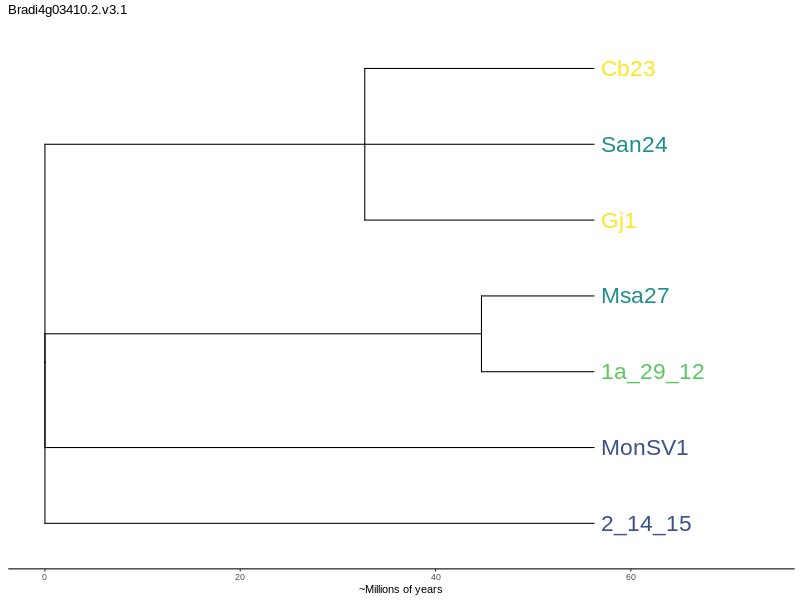 Bradi4g03410.2.v3.1
Cb23
San24
Gj1
Msa27
1a_29_12
MonSV1
2_14_15
0 20 40 60
~Millions of years